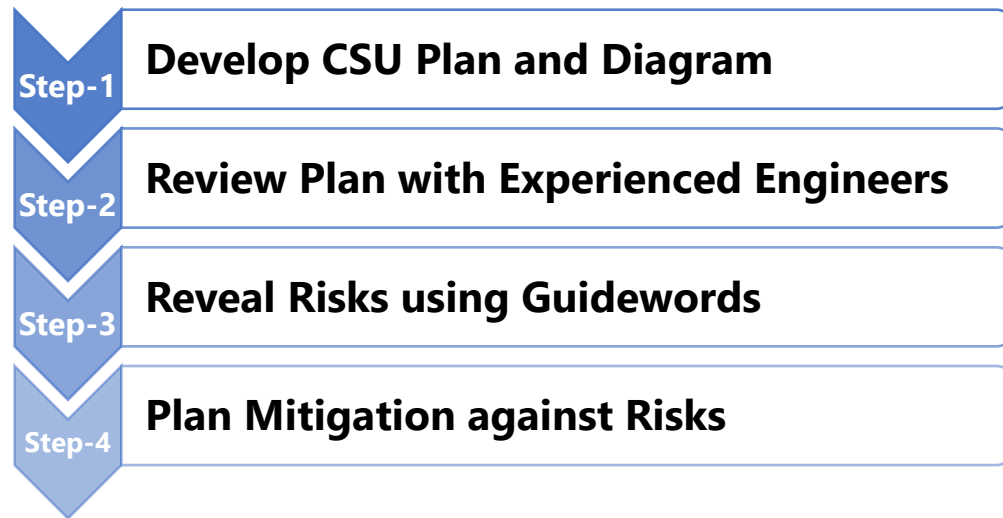 Step-1
Develop CSU Plan and Diagram
Step-2
Review Plan with Experienced Engineers
Step-3
Reveal Risks using Guidewords
Step-4
Plan Mitigation against Risks